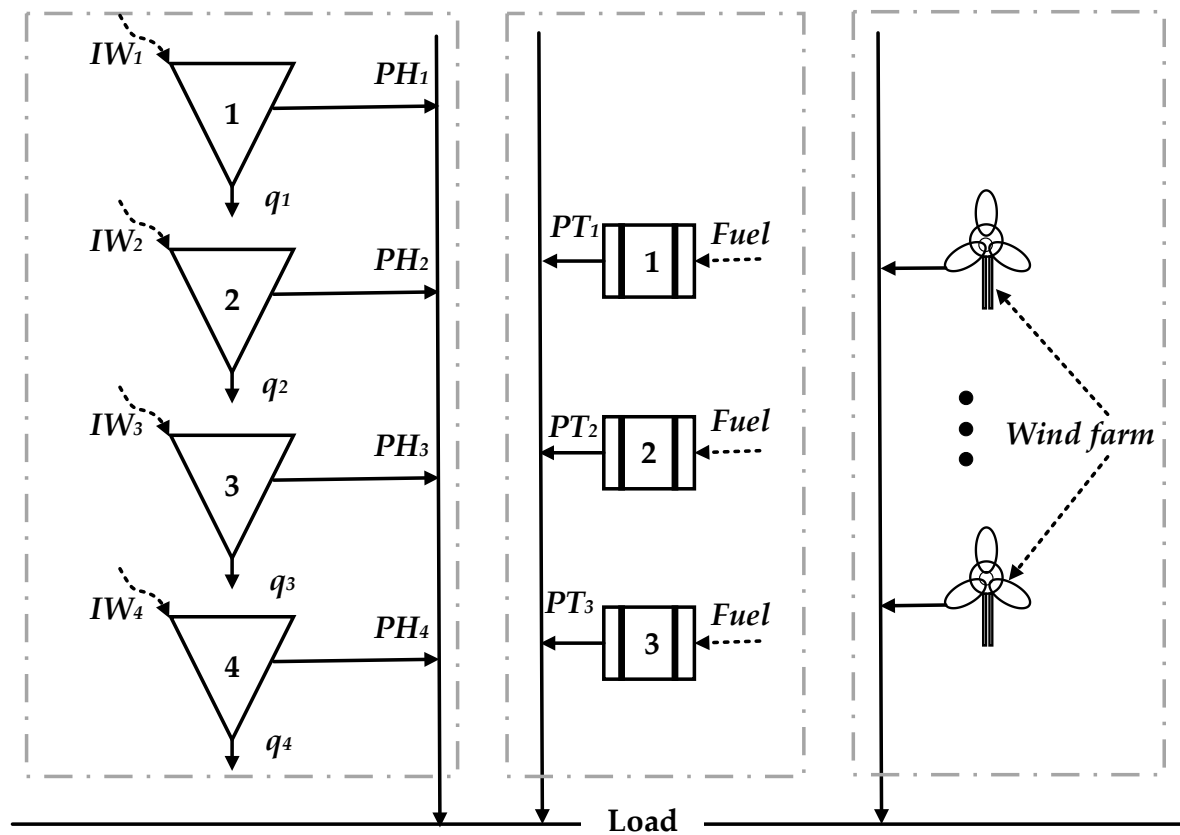 IW1
PH1
1
q1
IW2
PH2
2
q2
IW3
PH3
3
q3
IW4
PH4
4
q4
PT1
Fuel
1
PT2
Fuel
2
PT3
Fuel
3
Wind farm
Load